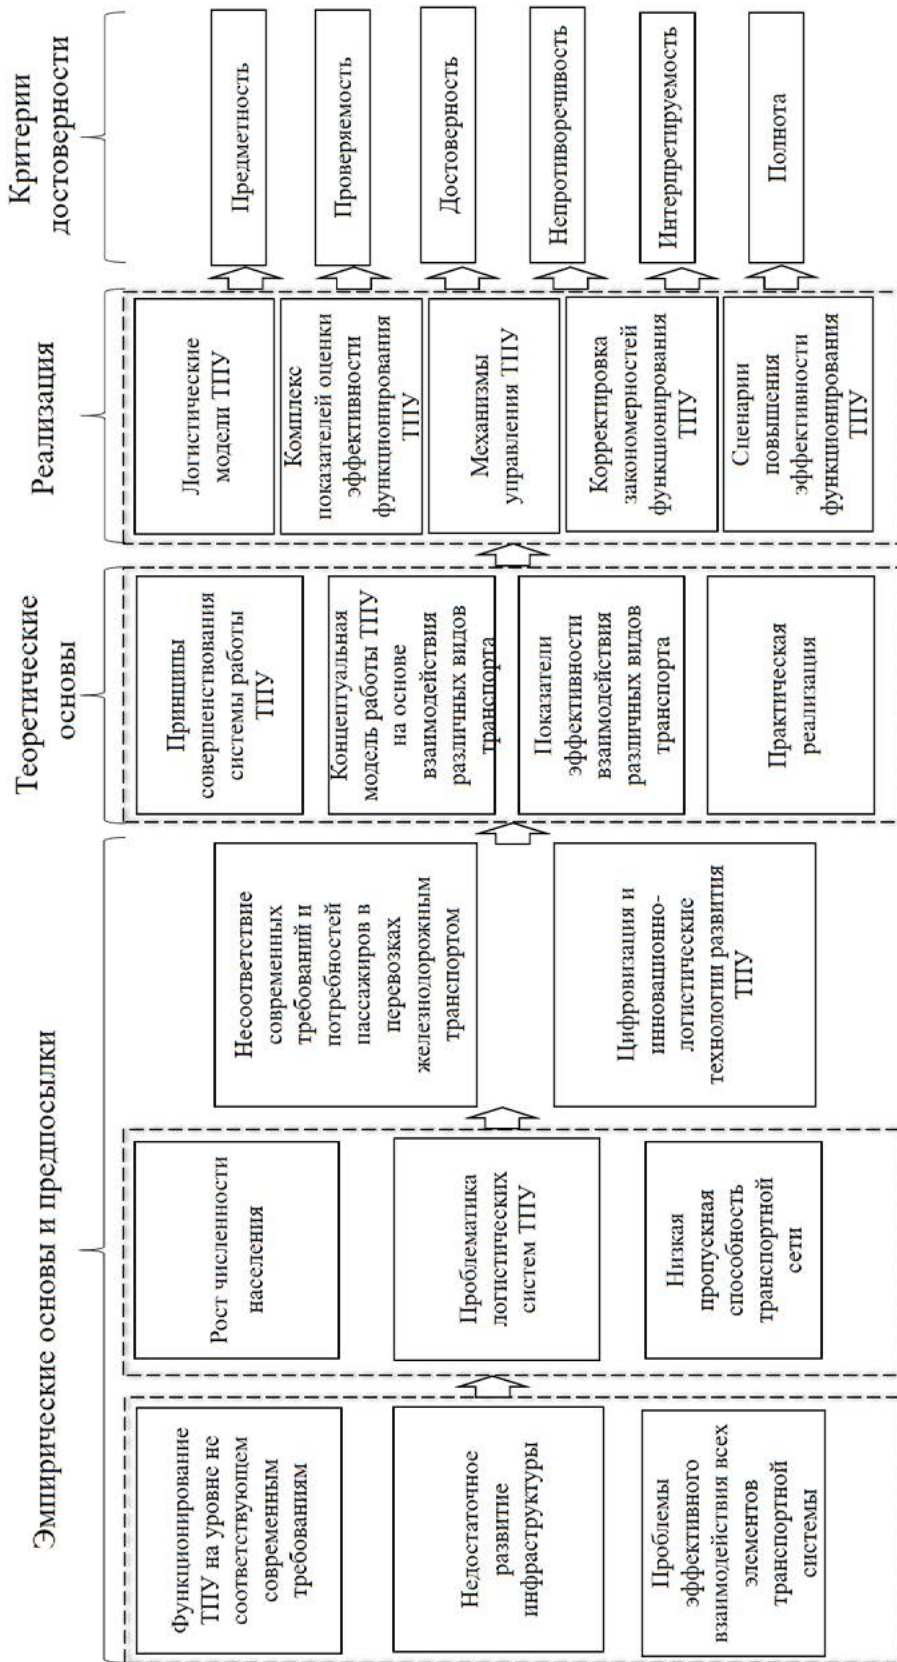 Эмпирические основы и предпосылки
Теоретические
основы
Реализация
Критерии
достоверности
Функционирование
ТПУ на уровне не
соответствующем
современным
требованиям
Недостаточное
развитие
инфраструктуры
Проблемы
эффективного
взаимодействия всех
элементов
транспортной
системы
Рост численности
населения
Проблематика
логистических
систем ТПУ
Низкая
пропускная
способность
транспортной
сети
Несоответствие
современных
требований и
потребностей
пассажиров в
перевозках
железнодорожным
транспортом
Цифровизация и
инновационно-
логистические
технологии развития
ТПУ
Принципы
совершенствования
системы работы
ТПУ
Концептуальная
модель работы ТПУ
на основе
взаимодействия
различных видов
транспорта
Показатели
эффективности
взаимодействия
различных видов
транспорта
Практическая
реализация
Логистические
модели ТПУ
Комплекс
показателей оценки
эффективности
функционирования
ТПУ
Механизмы
управления ТПУ
Корректировка
закономерностей
функционирования
ТПУ
Сценарии
повышения
эффективности
функционирования
ТПУ
Предметность
Проверяемость
Достоверность
Непротиворечивость
Интерпретируемость
Полнота